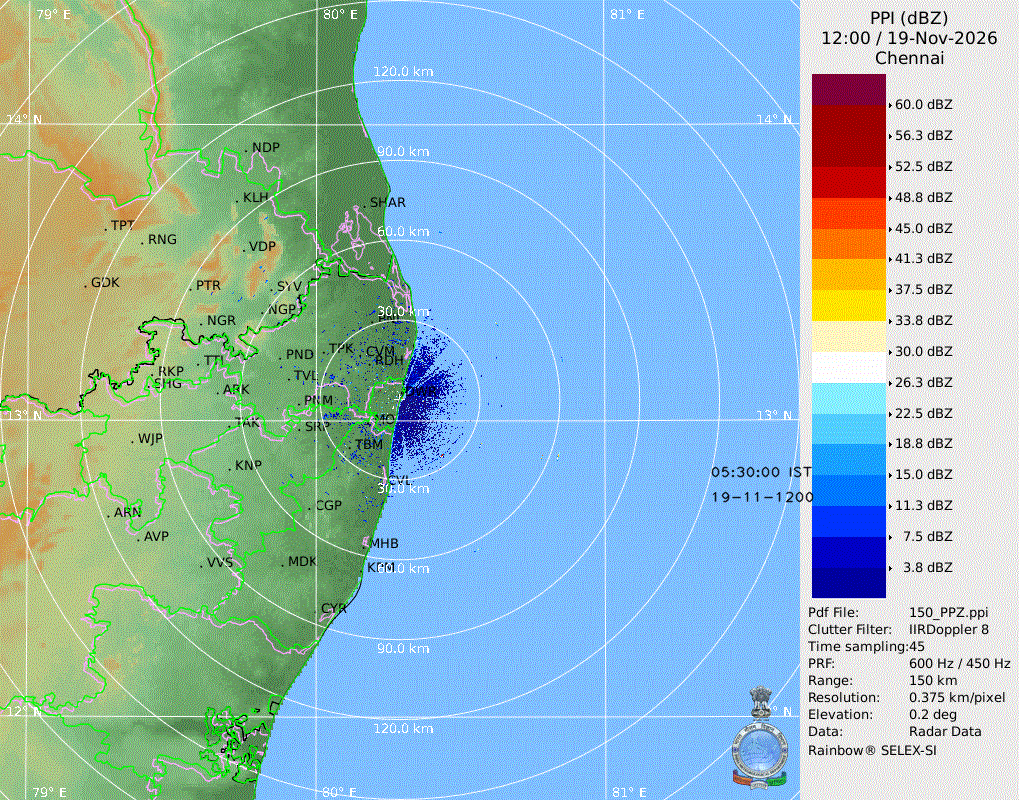 79° E
80° E
81° E
120.0 km
14° N
14° N
90.0 km
NDP
KLH
SHAR
TPT
RNG
60.0 km
VDP
GDK
PTR
SYV
NGP
30.0 km
NGR
TPK
CVM
PND
RDH
TTI
RKP
SHG
TVL
ARK
PNM
13° N
13° N
TAK
SRP
MO
WJP
TBM
KNP
05:30:00 IST
30.0 km
CVL
19-11-1200
CGP
ARN
AVP
MHB
VVS
MDK
60.0 km
CYR
90.0 km
12° N
° N
120.0 km
79° E
80° E
81° E
PPI (dBZ)
12:00 / 19-Nov-2026
Chennai
60.0 dBZ
56.3 dBZ
52.5 dBZ
48.8 dBZ
45.0 dBZ
41.3 dBZ
37.5 dBZ
33.8 dBZ
30.0 dBZ
26.3 dBZ
22.5 dBZ
18.8 dBZ
15.0 dBZ
11.3 dBZ
7.5 dBZ
3.8 dBZ
Pdf File: 150_PPZ.ppi
Clutter Filter: IIRDoppler 8
Time sampling:45
PRF: 600 Hz / 450 Hz
Range: 150 km
Resolution: 0.375 km/pixel
Elevation: 0.2 deg
Data: Radar Data
Rainbow® SELEX-SI